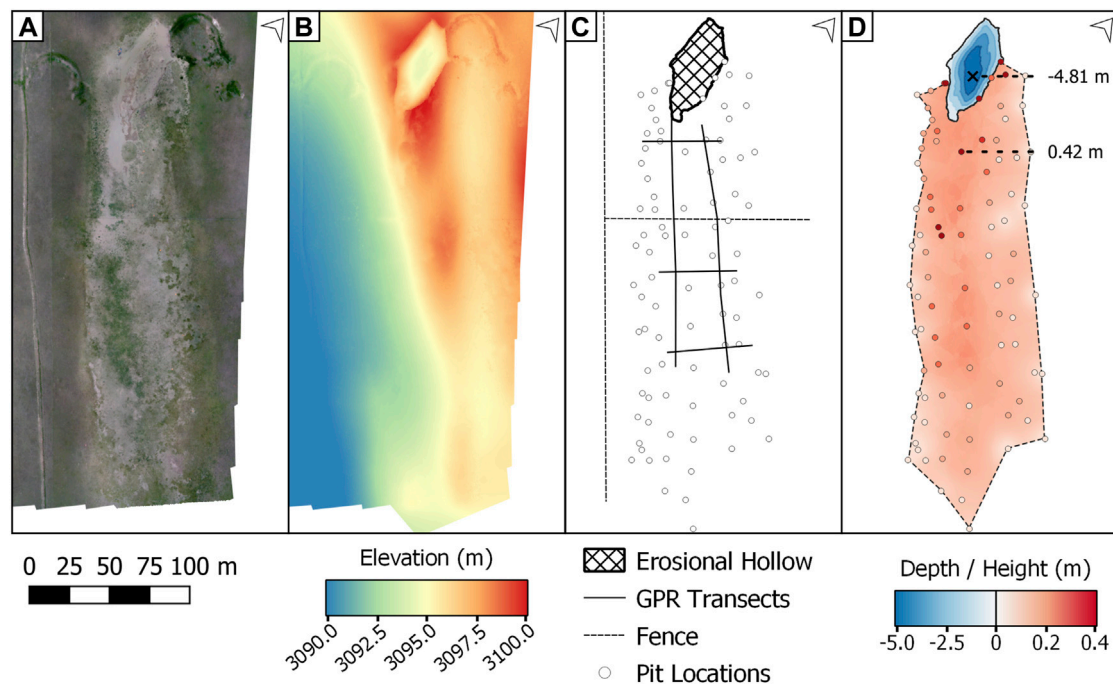 A
B
C
D
-4.81 m
0.42 m
0 25 50 75 100 m
Elevation (m)
3090.0 3092.5 3095.0 3097.5 3100.0
Erosional Hollow
GPR Transects
Fence
Pit Locations
Depth / Height (m)
-5.0 -2.5 0 0.2 0.4